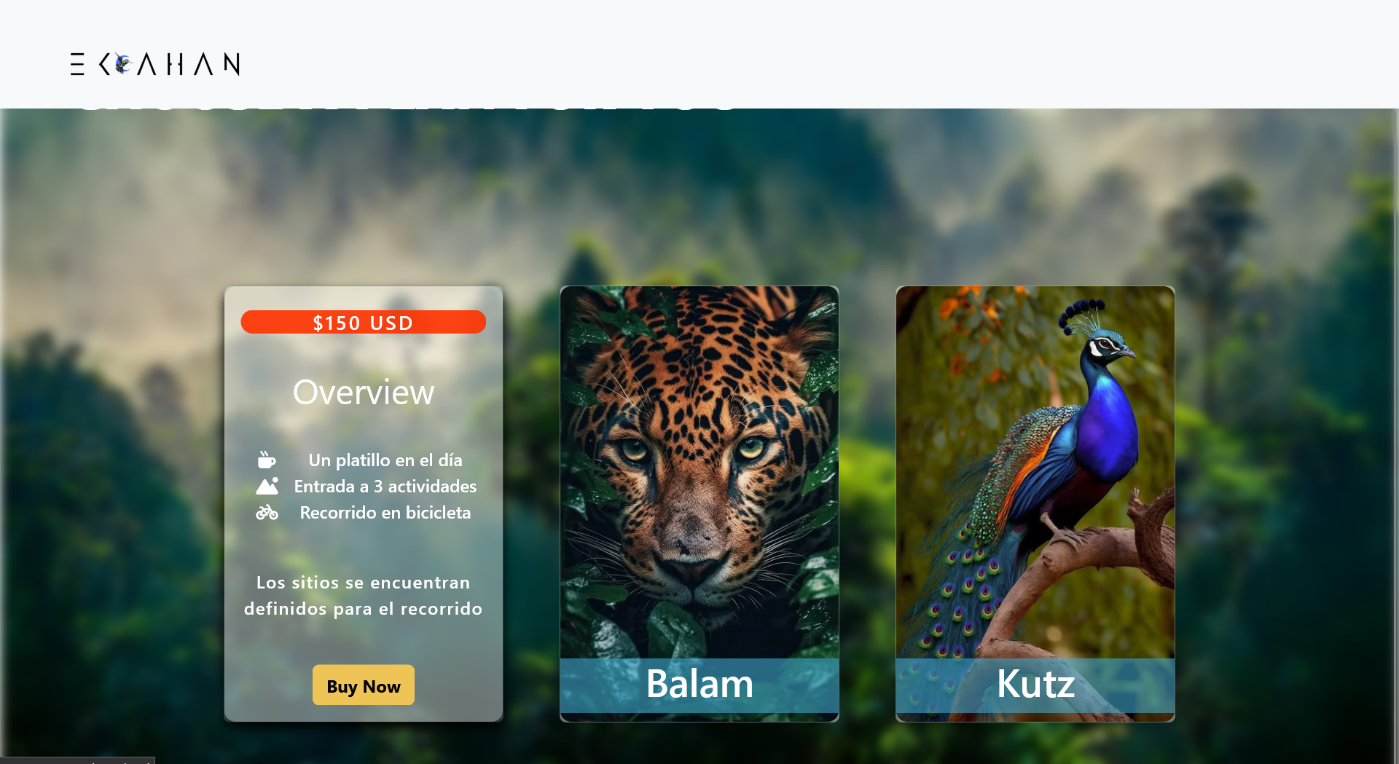 EKCAHAN
$150 USD
Overview
Un platillo en el día
Entrada a 3 actividades
Recorrido en bicicleta
Los sitios se encuentran
definidos para el recorrido
Buy Now
Balam
Kutz